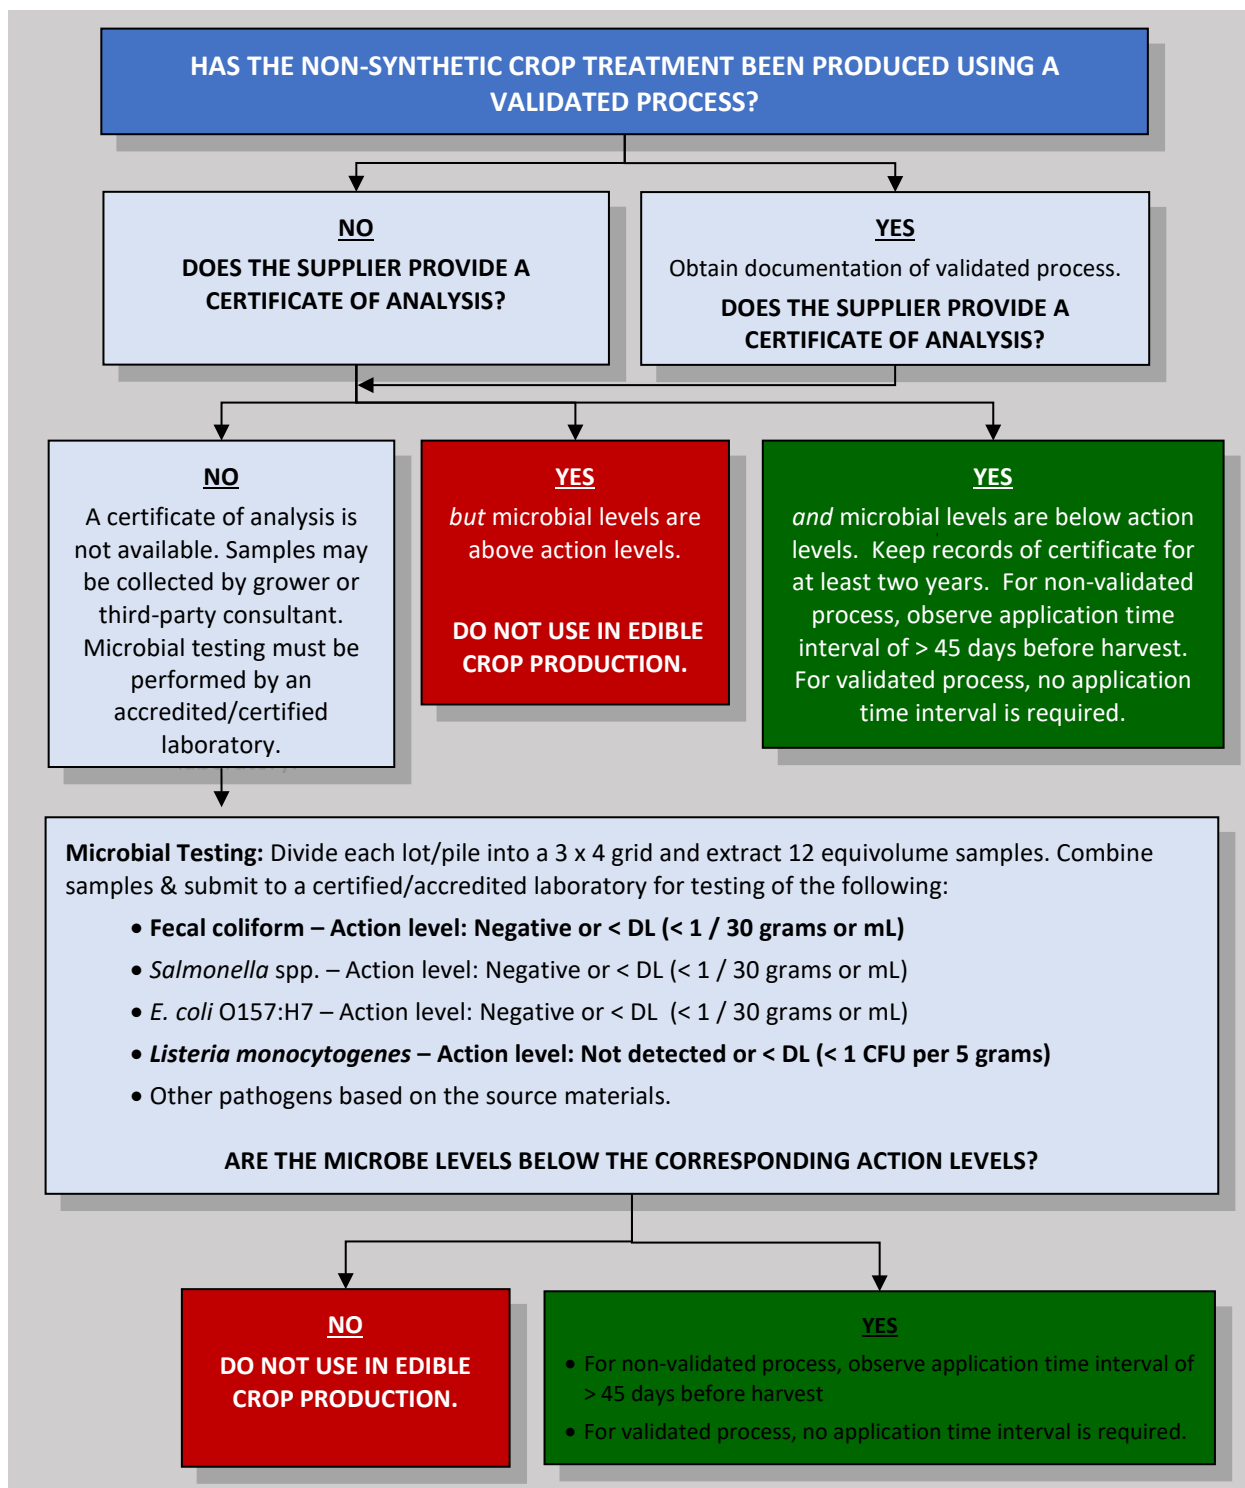 HAS THE NON-SYNTHETIC CROP TREATMENT BEEN PRODUCED USING A
VALIDATED PROCESS?
NO
DOES THE SUPPLIER PROVIDE A
CERTIFICATE OF ANALYSIS?
YES
Obtain documentation of validated process.
DOES THE SUPPLIER PROVIDE A
CERTIFICATE OF ANALYSIS?
NO
A certificate of analysis is
not available. Samples may
be collected by grower or
third-party consultant.
Microbial testing must be
performed by an
accredited/certified
laboratory.
YES
but microbial levels are
above action levels.
DO NOT USE IN EDIBLE
CROP PRODUCTION.
YES
and microbial levels are below action
levels. Keep records of certificate for
at least two years. For non-validated
process, observe application time
interval of > 45 days before harvest.
For validated process, no application
time interval is required.
Microbial Testing: Divide each lot/pile into a 3 x 4 grid and extract 12 equivolume samples. Combine
samples & submit to a certified/accredited laboratory for testing of the following:
• Fecal coliform – Action level: Negative or < DL (< 1 / 30 grams or mL)
• Salmonella spp. – Action level: Negative or < DL (< 1 / 30 grams or mL)
• E. coli O157:H7 – Action level: Negative or < DL (< 1 / 30 grams or mL)
• Listeria monocytogenes – Action level: Not detected or < DL (< 1 CFU per 5 grams)
• Other pathogens based on the source materials.
ARE THE MICROBE LEVELS BELOW THE CORRESPONDING ACTION LEVELS?
NO
DO NOT USE IN EDIBLE
CROP PRODUCTION.
YES
• For non-validated process, observe application time interval of
> 45 days before harvest
• For validated process, no application time interval is required.